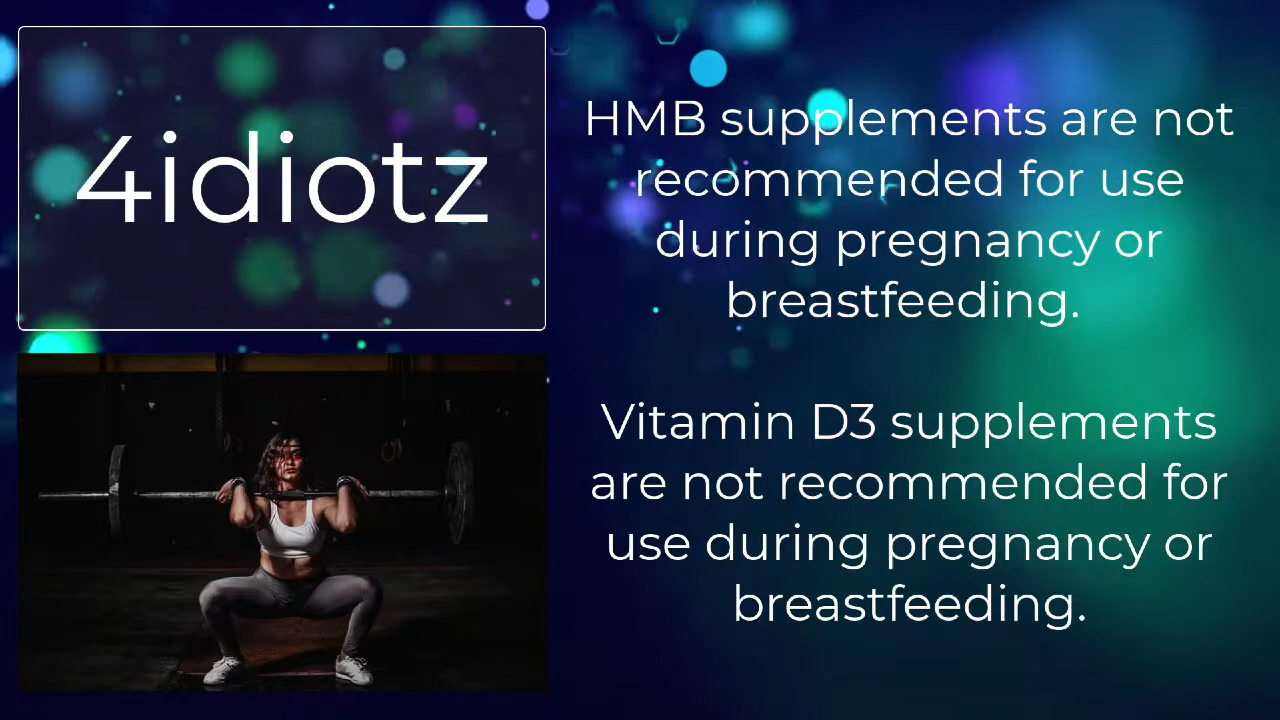 4idiotz
HMB supplements are not
recommended for use
during pregnancy or
breastfeeding.
Vitamin D3 supplements
are not recommended for
use during pregnancy or
breastfeeding.